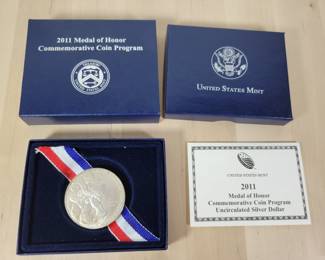 2011 Medal of Honor
Commemorative Coin Program
UNITED STATES MINT
UNITED STATES MINT
2011
Medal of Honor
Commemorative Coin Program
Uncirculated Silver Dollar